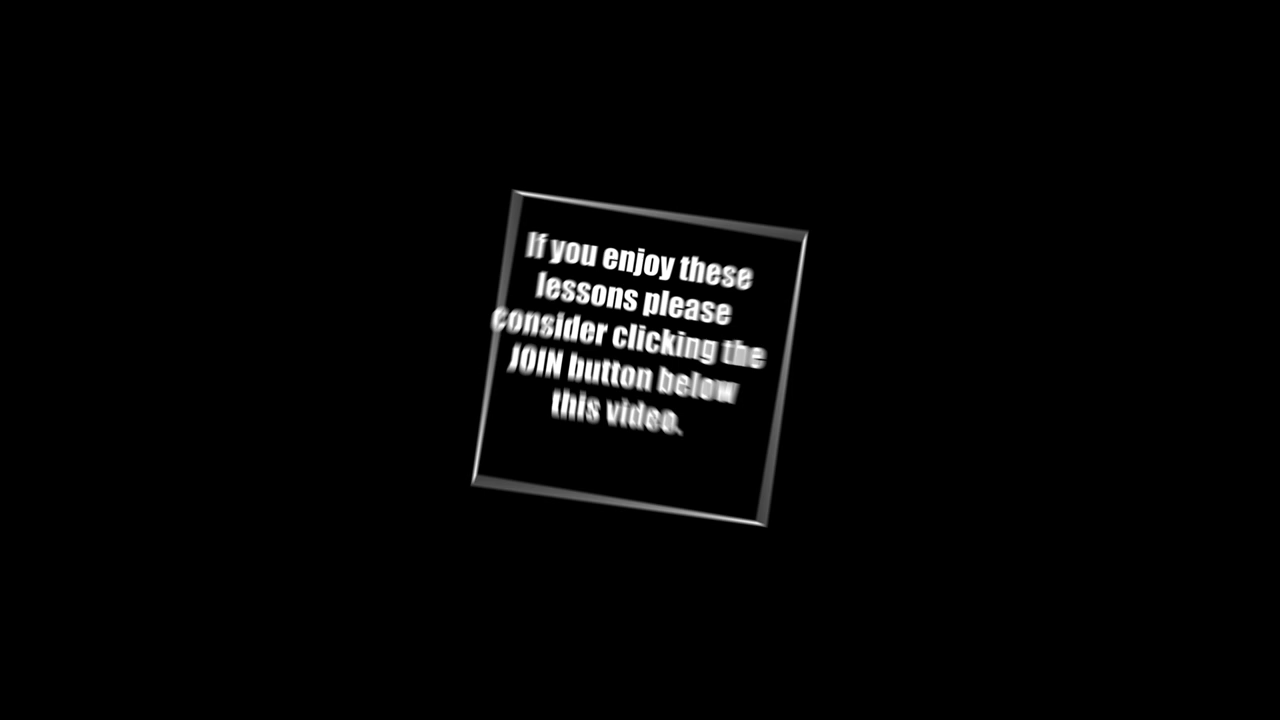 If you enjoy these
lessons please
consider clicking the
JOIN button below
this video.